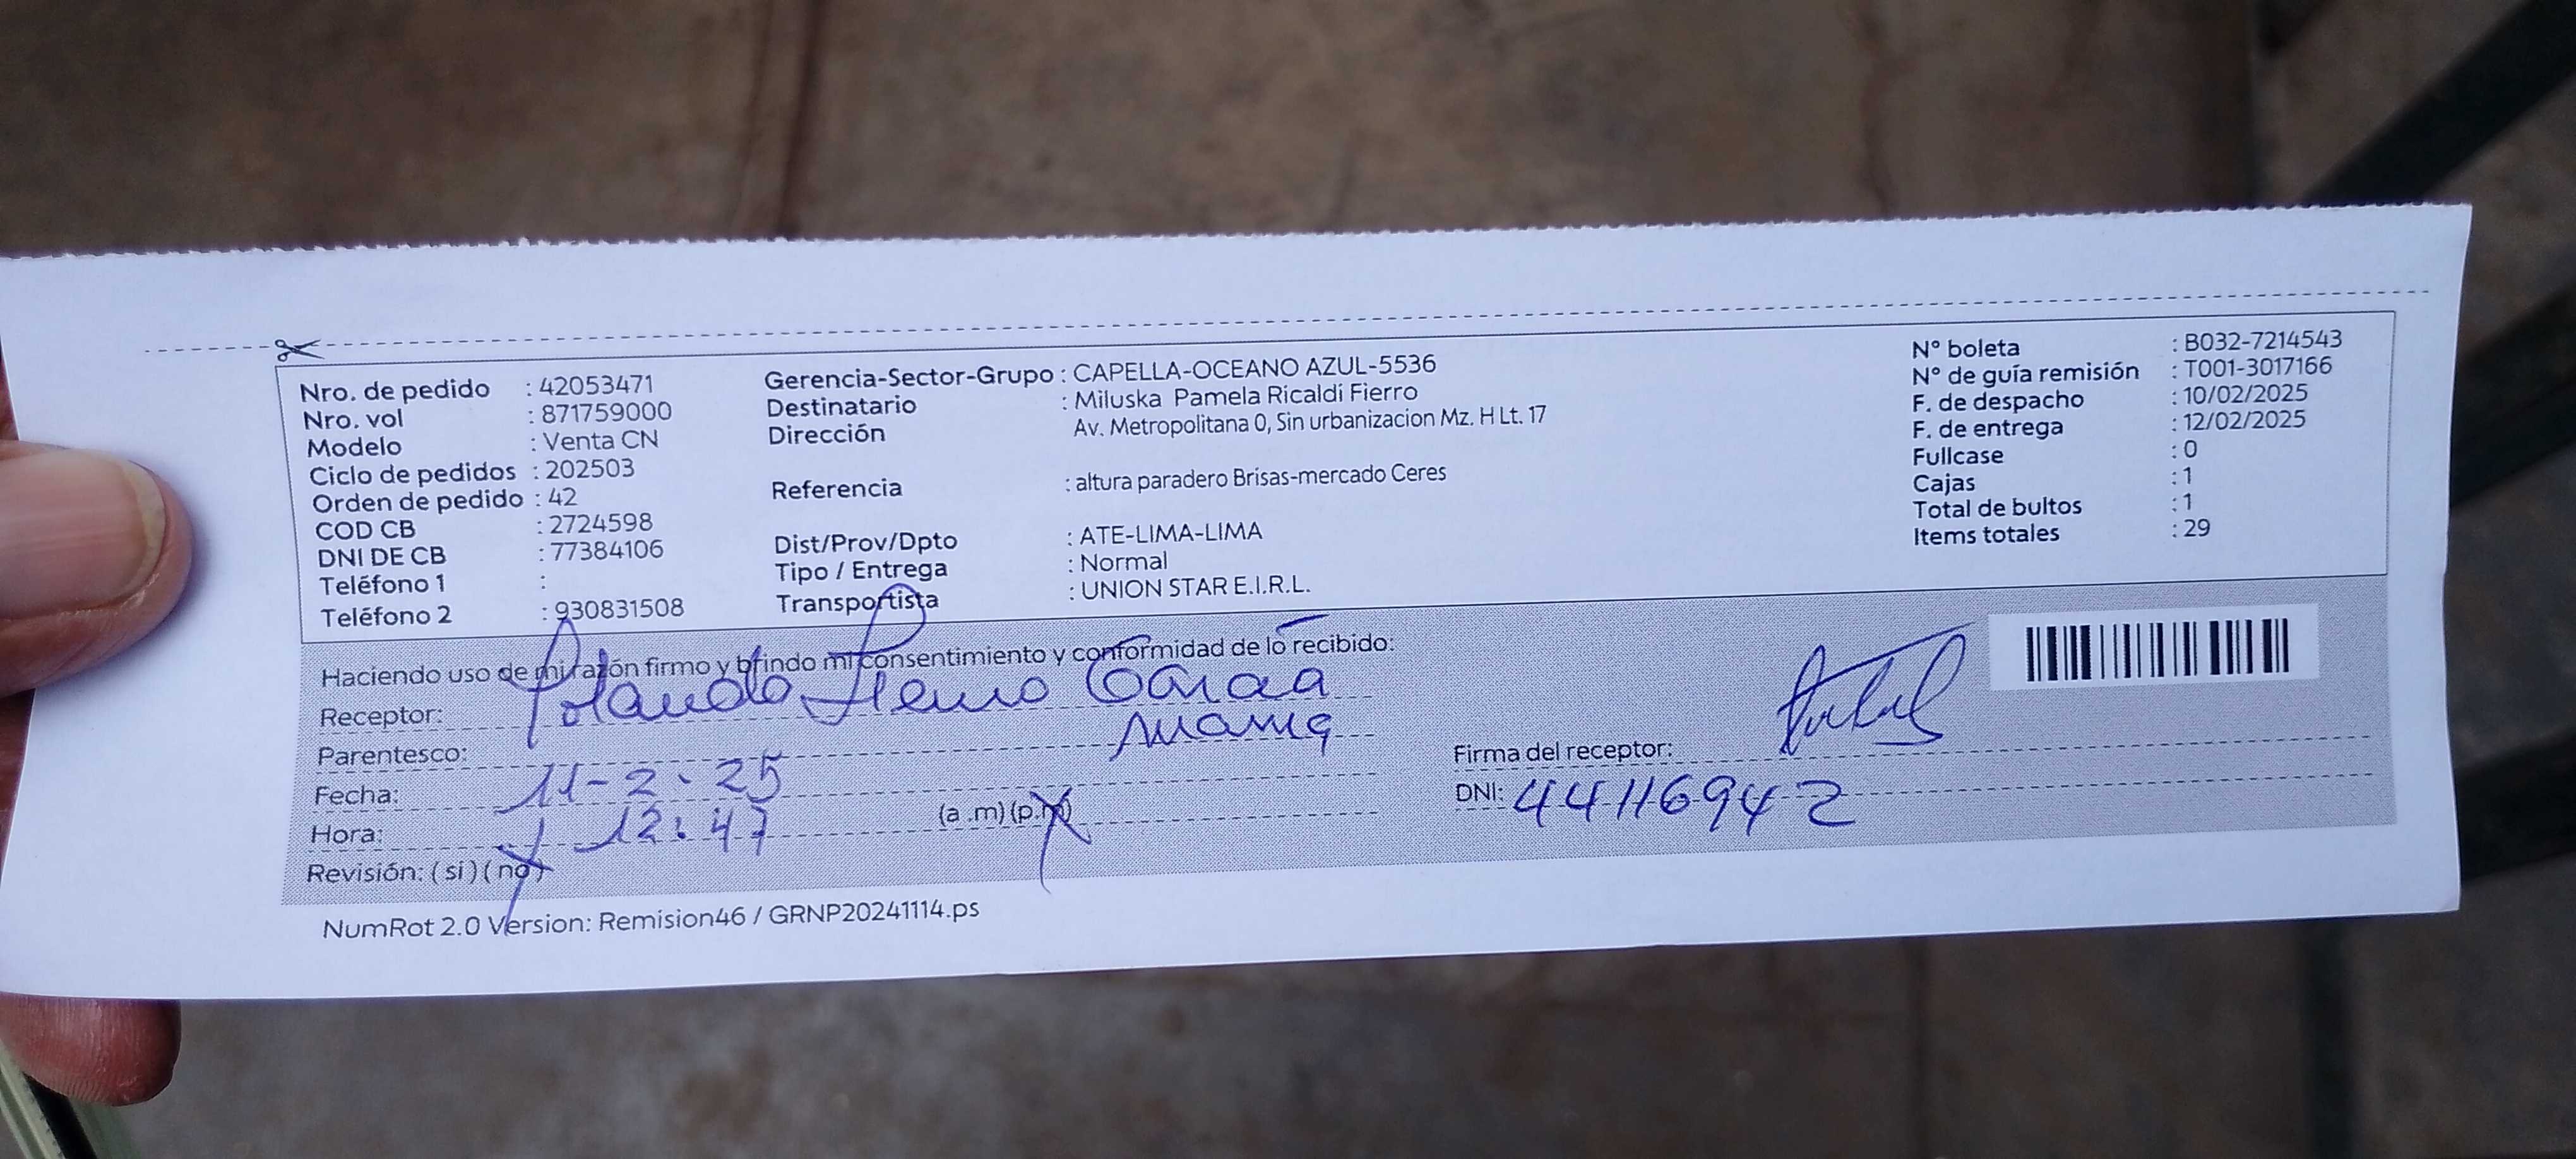 Nro. de pedido : 42053471
Nro. vol : 871759000
Modelo : Venta CN
Ciclo de pedidos : 202503
Orden de pedido : 42
COD CB : 2724598
DNI DE CB : 77384106
Teléfono 1 :
Teléfono 2 : 930831508
Gerencia-Sector-Grupo : CAPELLA-OCEANO AZUL-5536
Destinatario : Miluska Pamela Ricaldi Fierro
Dirección Av. Metropolitana 0, Sin urbanizacion Mz. H Lt. 17
Referencia : altura paradero Brisas-mercado Ceres
Dist/Prov/Dpto : ATE-LIMA-LIMA
Tipo / Entrega : Normal
Transportista : UNION STAR E.I.R.L.
N° boleta : B032-7214543
N° de guía remisión : T001-3017166
F. de despacho : 10/02/2025
F. de entrega : 12/02/2025
Fullcase : 0
Cajas : 1
Total de bultos : 1
Items totales : 29
Haciendo uso de mi razón firmo y brindo mi consentimiento y conformidad de lo recibido:
Receptor:
Parentesco: mamá
Fecha: 11-2-25
Hora: 12:47 (a .m) (p.m)
Revisión: ( si ) ( no )
Firma del receptor:
DNI: 44116942
NumRot 2.0 Version: Remision46 / GRNP20241114.ps